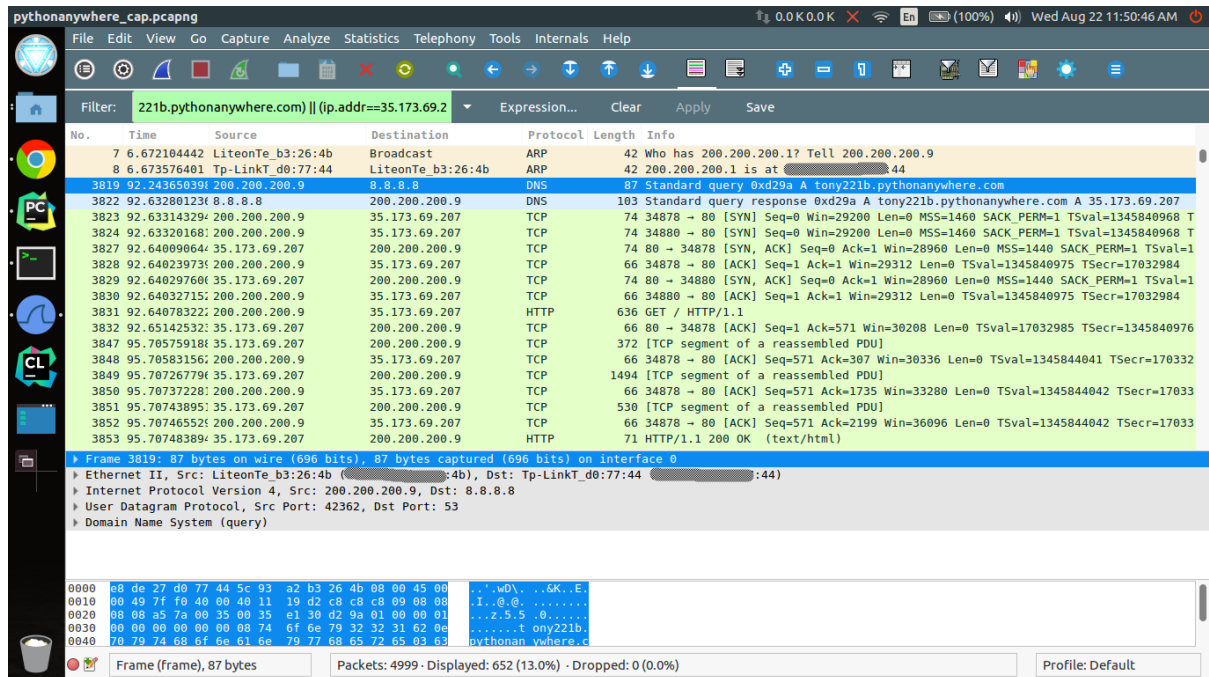 pythonanywhere_cap.pcapng 0.0 K 0.0 K En (100%) Wed Aug 22 11:50:46 AM
File Edit View Go Capture Analyze Statistics Telephony Tools Internals Help
Filter: 221b.pythonanywhere.com) || (ip.addr==35.173.69.2 Expression... Clear Apply Save
No. Time Source Destination Protocol Length Info
7 6.672104442 LiteonTe_b3:26:4b Broadcast ARP 42 Who has 200.200.200.1? Tell 200.200.200.9
8 6.673576401 Tp-LinkT_d0:77:44 LiteonTe_b3:26:4b ARP 42 200.200.200.1 is at :44
3819 92.243650398 200.200.200.9 8.8.8.8 DNS 87 Standard query 0xd29a A tony221b.pythonanywhere.com
3822 92.632801236 8.8.8.8 200.200.200.9 DNS 103 Standard query response 0xd29a A tony221b.pythonanywhere.com A 35.173.69.207
3823 92.633143294 200.200.200.9 35.173.69.207 TCP 74 34878 → 80 [SYN] Seq=0 Win=29200 Len=0 MSS=1460 SACK_PERM=1 TSval=1345840968 T
3824 92.633201681 200.200.200.9 35.173.69.207 TCP 74 34880 → 80 [SYN] Seq=0 Win=29200 Len=0 MSS=1460 SACK_PERM=1 TSval=1345840968 T
3827 92.640090644 35.173.69.207 200.200.200.9 TCP 74 80 → 34878 [SYN, ACK] Seq=0 Ack=1 Win=28960 Len=0 MSS=1440 SACK_PERM=1 TSval=1
3828 92.640239739 200.200.200.9 35.173.69.207 TCP 66 34878 → 80 [ACK] Seq=1 Ack=1 Win=29312 Len=0 TSval=1345840975 TSecr=17032984
3829 92.640297606 35.173.69.207 200.200.200.9 TCP 74 80 → 34880 [SYN, ACK] Seq=0 Ack=1 Win=28960 Len=0 MSS=1440 SACK_PERM=1 TSval=1
3830 92.640327152 200.200.200.9 35.173.69.207 TCP 66 34880 → 80 [ACK] Seq=1 Ack=1 Win=29312 Len=0 TSval=1345840975 TSecr=17032984
3831 92.640783222 200.200.200.9 35.173.69.207 HTTP 636 GET / HTTP/1.1
3832 92.651425323 35.173.69.207 200.200.200.9 TCP 66 80 → 34878 [ACK] Seq=1 Ack=571 Win=30208 Len=0 TSval=17032985 TSecr=1345840976
3847 95.705759188 35.173.69.207 200.200.200.9 TCP 372 [TCP segment of a reassembled PDU]
3848 95.705831562 200.200.200.9 35.173.69.207 TCP 66 34878 → 80 [ACK] Seq=571 Ack=307 Win=30336 Len=0 TSval=1345844041 TSecr=170332
3849 95.707267796 35.173.69.207 200.200.200.9 TCP 1494 [TCP segment of a reassembled PDU]
3850 95.707372281 200.200.200.9 35.173.69.207 TCP 66 34878 → 80 [ACK] Seq=571 Ack=1735 Win=33280 Len=0 TSval=1345844042 TSecr=17033
3851 95.707438951 35.173.69.207 200.200.200.9 TCP 530 [TCP segment of a reassembled PDU]
3852 95.707465529 200.200.200.9 35.173.69.207 TCP 66 34878 → 80 [ACK] Seq=571 Ack=2199 Win=36096 Len=0 TSval=1345844042 TSecr=17033
3853 95.707483894 35.173.69.207 200.200.200.9 HTTP 71 HTTP/1.1 200 OK (text/html)
PC
CL
Frame 3819: 87 bytes on wire (696 bits), 87 bytes captured (696 bits) on interface 0
Ethernet II, Src: LiteonTe_b3:26:4b ( :4b), Dst: Tp-LinkT_d0:77:44 :44)
Internet Protocol Version 4, Src: 200.200.200.9, Dst: 8.8.8.8
User Datagram Protocol, Src Port: 42362, Dst Port: 53
Domain Name System (query)
0000 e8 de 27 d0 77 44 5c 93 a2 b3 26 4b 08 00 45 00 ..'.wD\. ..&K..E.
0010 00 49 7f f0 40 00 40 11 19 d2 c8 c8 c8 09 08 08 .I..@.@. ........
0020 08 08 a5 7a 00 35 00 35 e1 30 d2 9a 01 00 00 01 ...z.5.5 .0......
0030 00 00 00 00 00 00 08 74 6f 6e 79 32 32 31 62 0e .......t ony221b.
0040 70 79 74 68 6f 6e 61 6e 79 77 68 65 72 65 03 63 pythonan ywhere.c
Frame (frame), 87 bytes Packets: 4999 · Displayed: 652 (13.0%) · Dropped: 0 (0.0%) Profile: Default